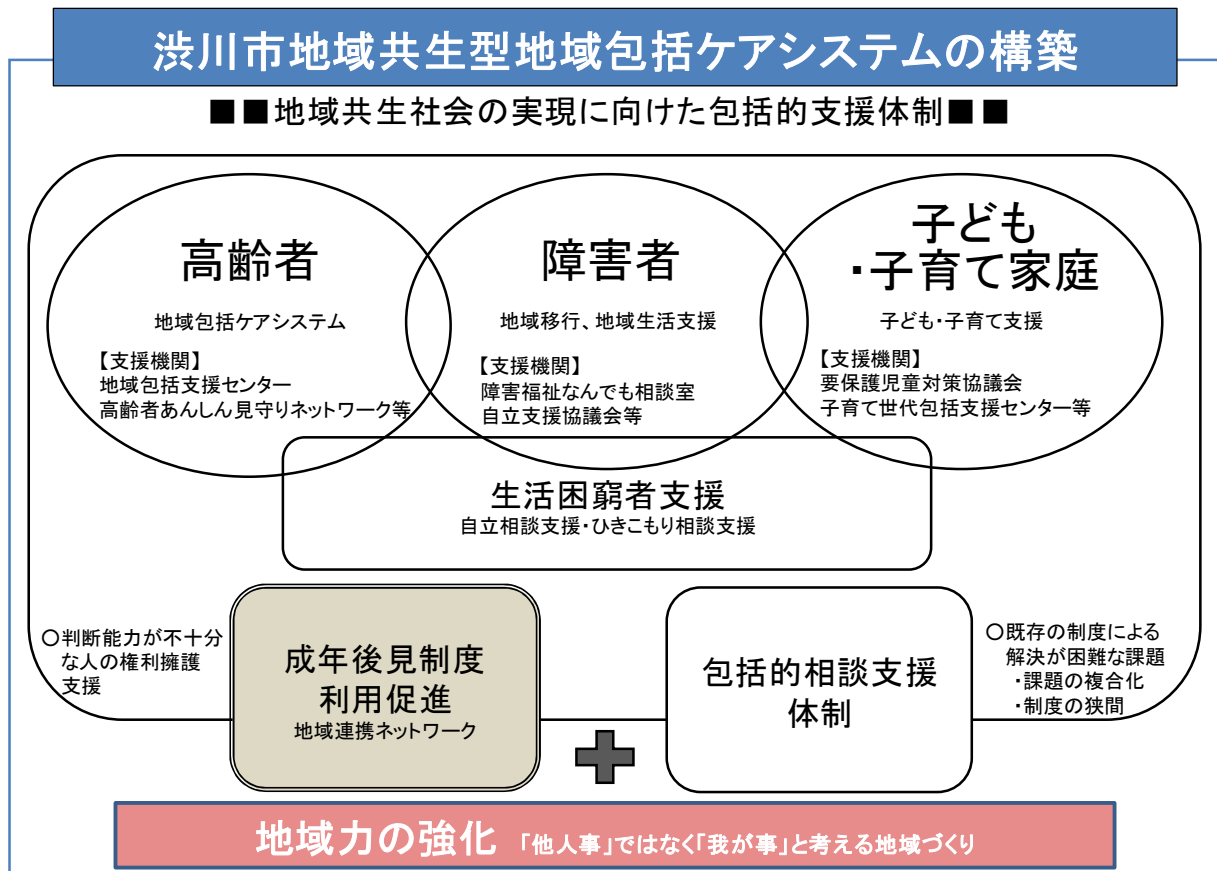 渋川市地域共生型地域包括ケアシステムの構築
■■地域共生社会の実現に向けた包括的支援体制■■
高齢者
地域包括ケアシステム
【支援機関】
地域包括支援センター
高齢者あんしん見守りネットワーク等
障害者
地域移行、地域生活支援
【支援機関】
障害福祉なんでも相談室
自立支援協議会等
子ども
・子育て家庭
子ども・子育て支援
【支援機関】
要保護児童対策協議会
子育て世代包括支援センター等
生活困窮者支援
自立相談支援・ひきこもり相談支援
○判断能力が不十分
な人の権利擁護
支援
成年後見制度
利用促進
地域連携ネットワーク
包括的相談支援
体制
○既存の制度による
解決が困難な課題
・課題の複合化
・制度の狭間
地域力の強化 「他人事」ではなく「我が事」と考える地域づくり